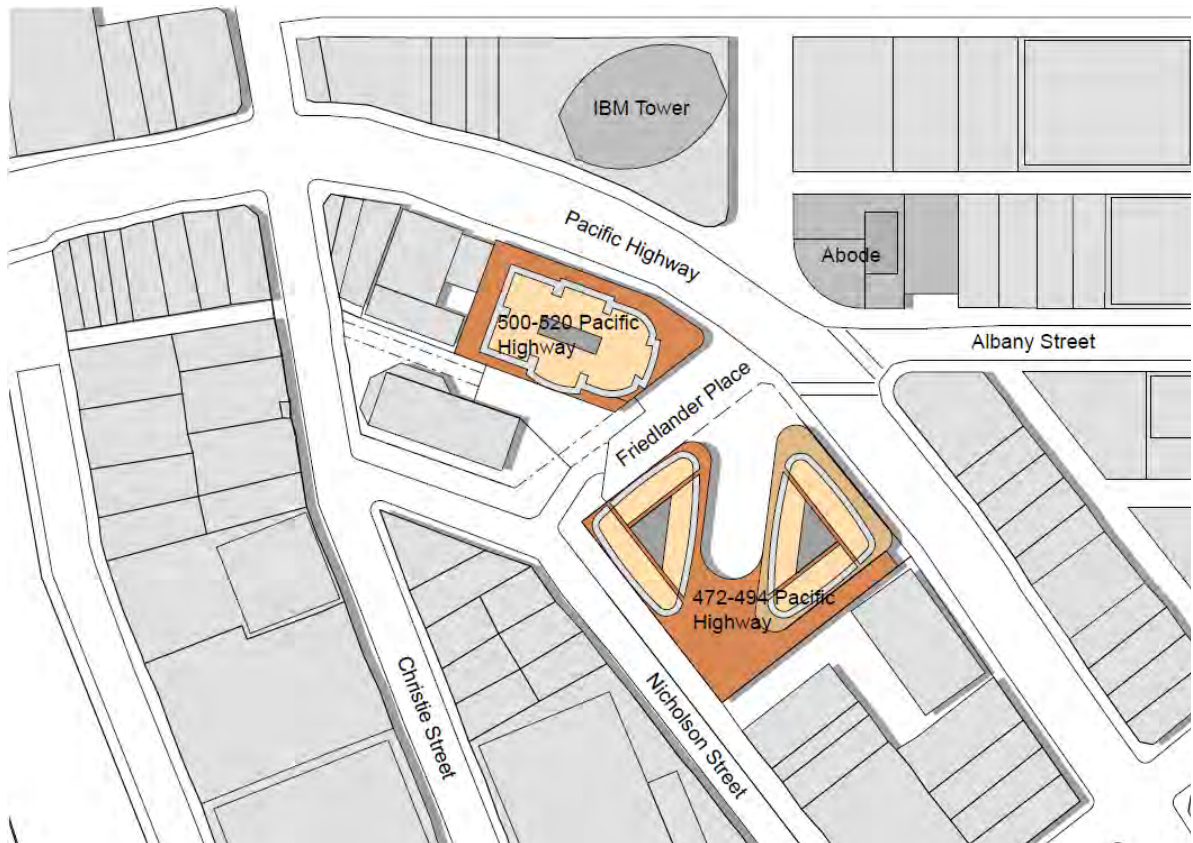 IBM Tower
Pacific Highway
Abode
500-520 Pacific
Highway
Albany Street
Friedlander Place
472-494 Pacific
Highway
Christie Street
Nicholson Street